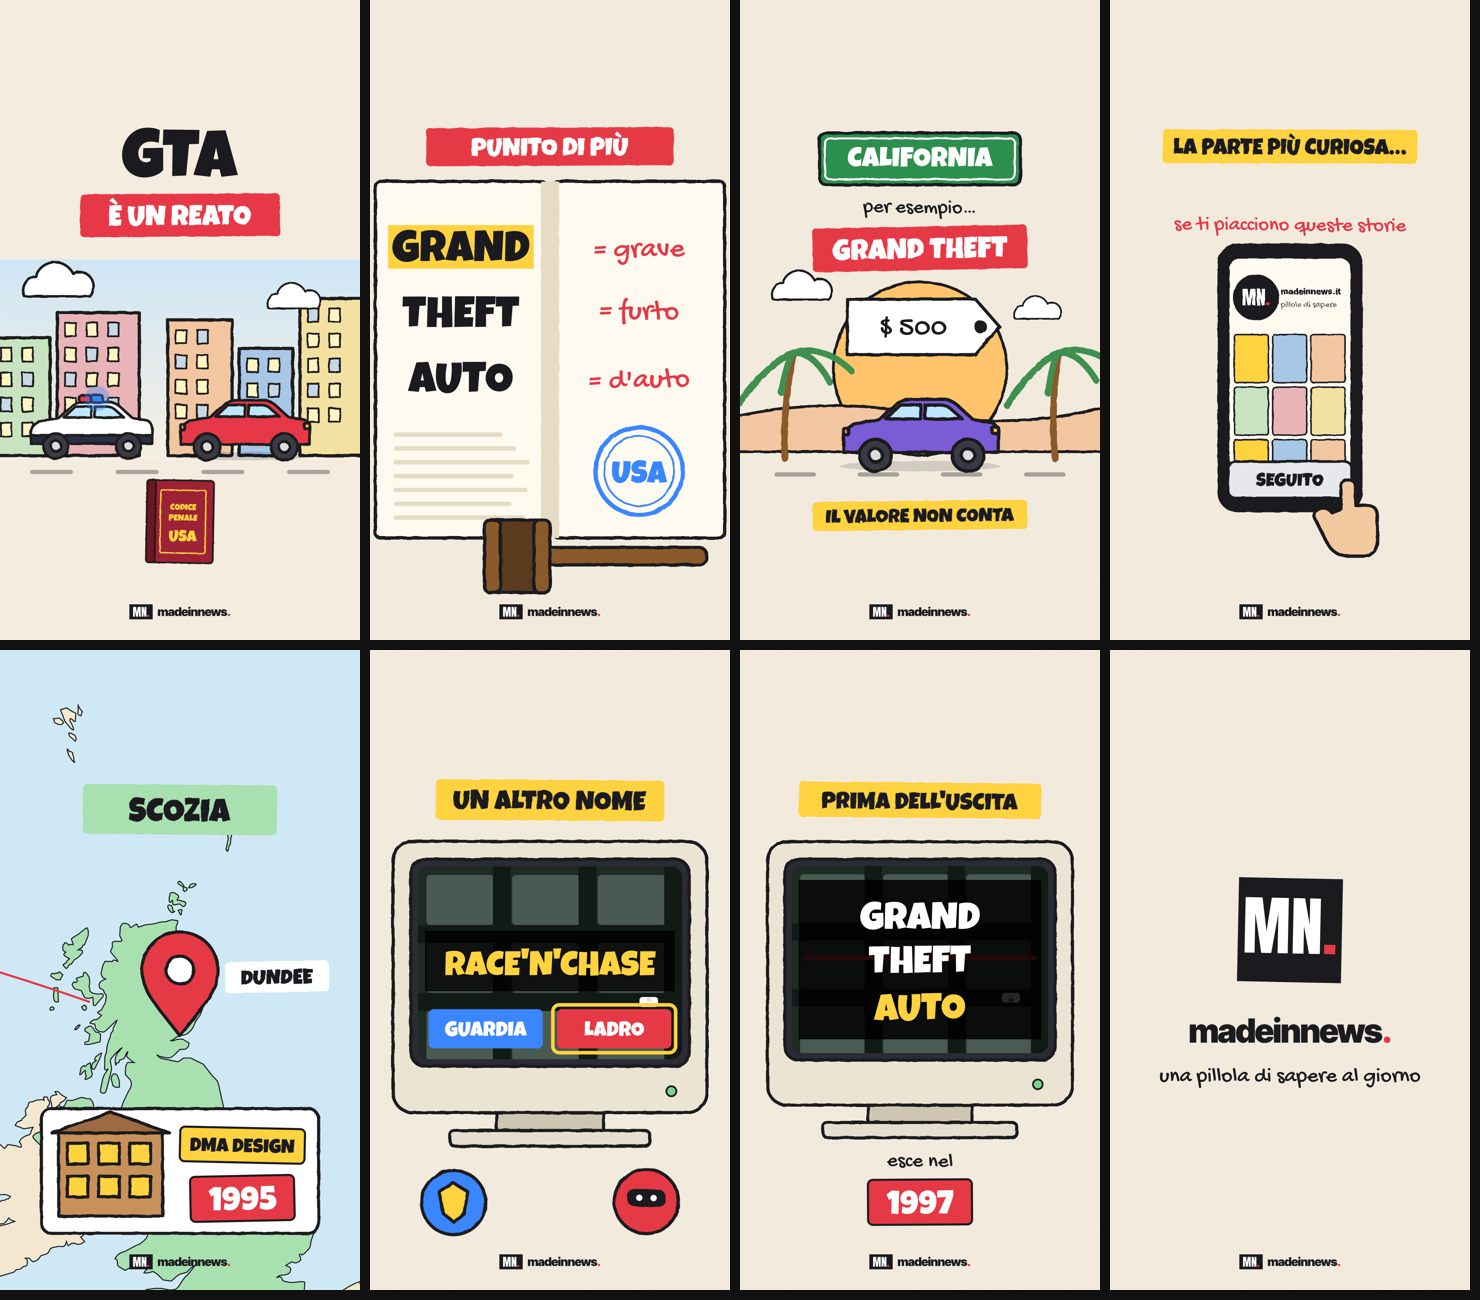 GTA
È UN REATO
CODICE
PENALE
USA
MN. madeinnews.
PUNITO DI PIÙ
GRAND = grave
THEFT = furto
AUTO = d'auto
USA
MN. madeinnews.
CALIFORNIA
per esempio...
GRAND THEFT
$ 500
IL VALORE NON CONTA
MN. madeinnews.
LA PARTE PIÙ CURIOSA...
se ti piacciono queste storie
MN.
madeinnews.it
pillole di sapere
SEGUITO
MN. madeinnews.
SCOZIA
DUNDEE
DMA DESIGN
1995
MN. madeinnews.
UN ALTRO NOME
RACE'N'CHASE
GUARDIA LADRO
MN. madeinnews.
PRIMA DELL'USCITA
GRAND
THEFT
AUTO
esce nel
1997
MN. madeinnews.
MN.
madeinnews.
una pillola di sapere al giorno
MN. madeinnews.